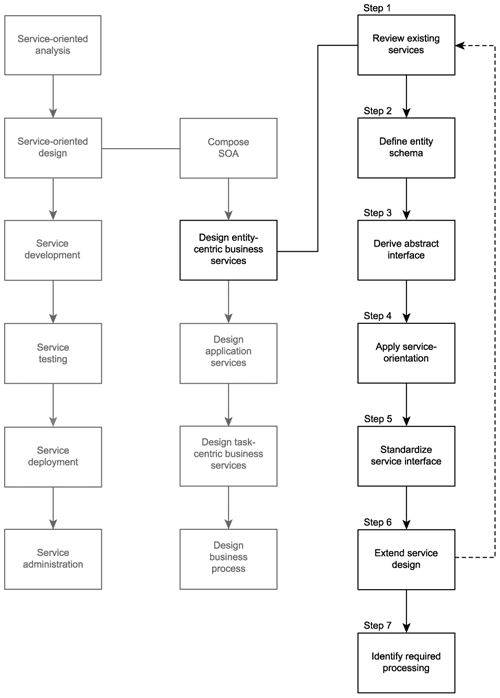 Service-oriented
analysis
Service-oriented
design
Service
development
Service
testing
Service
deployment
Service
administration
Compose
SOA
Design entity-
centric business
services
Design
application
services
Design task-
centric business
services
Design
business
process
Step 1
Review existing
services
Step 2
Define entity
schema
Step 3
Derive abstract
interface
Step 4
Apply service-
orientation
Step 5
Standardize
service interface
Step 6
Extend service
design
Step 7
Identify required
processing